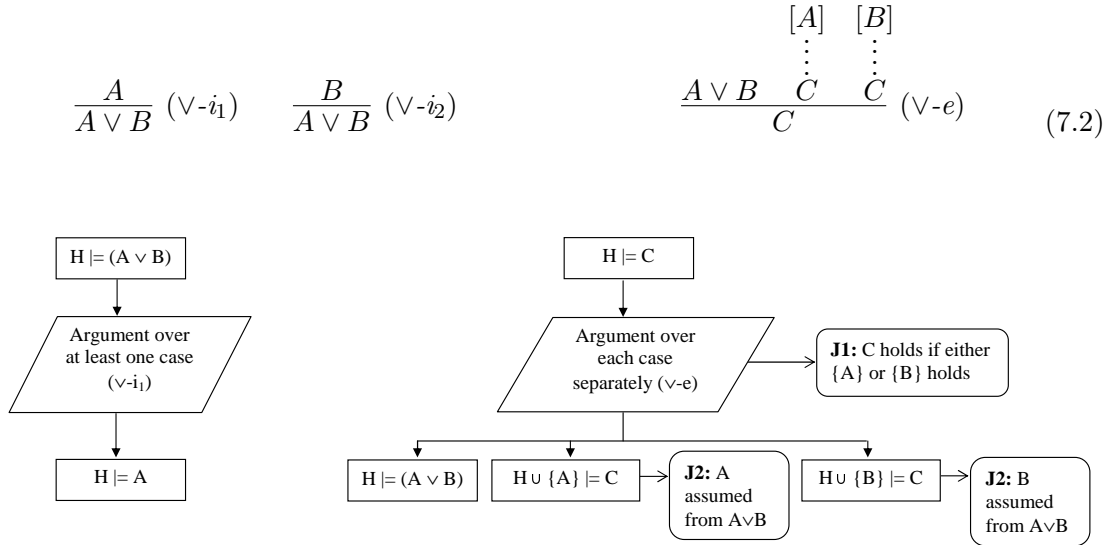 [A] [B]
A A ∨ B (∨-i₁) B A ∨ B (∨-i₂) A ∨ B C C C (∨-e) (7.2)
H |= (A ∨ B)
Argument over
at least one case
(∨-i₁)
H |= A
H |= C
Argument over
each case
separately (∨-e)
J1: C holds if either
{A} or {B} holds
H |= (A ∨ B)
H ∪ {A} |= C
J2: A
assumed
from A∨B
H ∪ {B} |= C
J2: B
assumed
from A∨B